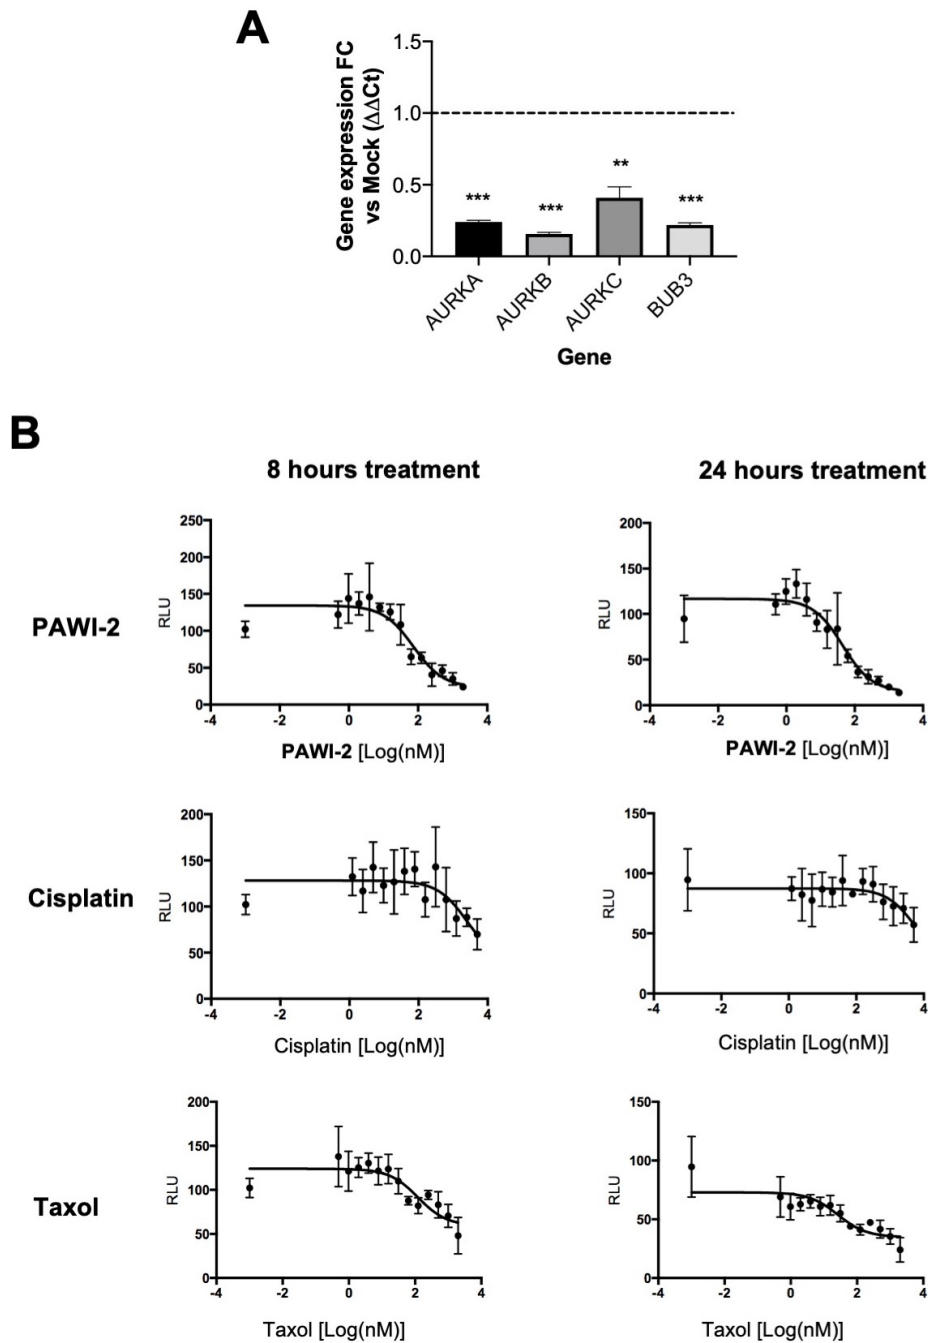 A
Gene expression FC
vs Mock (ΔΔCt)
1.5
1.0
0.5
0.0
***
***
**
***
AURKA
AURKB
AURKC
BUB3
Gene
B
8 hours treatment
24 hours treatment
PAWI-2
RLU
250
200
150
100
50
0
-4
-2
0
2
4
PAWI-2 [Log(nM)]
RLU
200
150
100
50
0
-4
-2
0
2
4
PAWI-2 [Log(nM)]
Cisplatin
RLU
200
150
100
50
0
-4
-2
0
2
4
Cisplatin [Log(nM)]
RLU
150
100
50
0
-4
-2
0
2
4
Cisplatin [Log(nM)]
Taxol
RLU
200
150
100
50
0
-4
-2
0
2
4
Taxol [Log(nM)]
RLU
150
100
50
0
-4
-2
0
2
4
Taxol [Log(nM)]